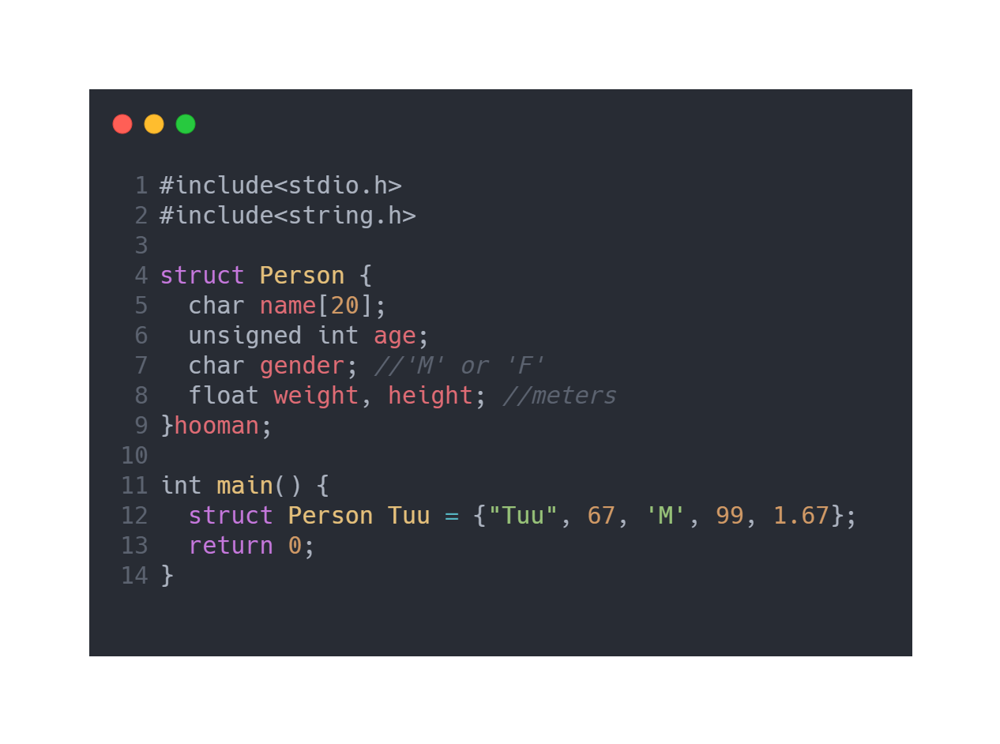 1 #include<stdio.h>
2 #include<string.h>
3
4 struct Person {
5   char name[20];
6   unsigned int age;
7   char gender; //'M' or 'F'
8   float weight, height; //meters
9 }hooman;
10
11 int main() {
12   struct Person Tuu = {"Tuu", 67, 'M', 99, 1.67};
13   return 0;
14 }